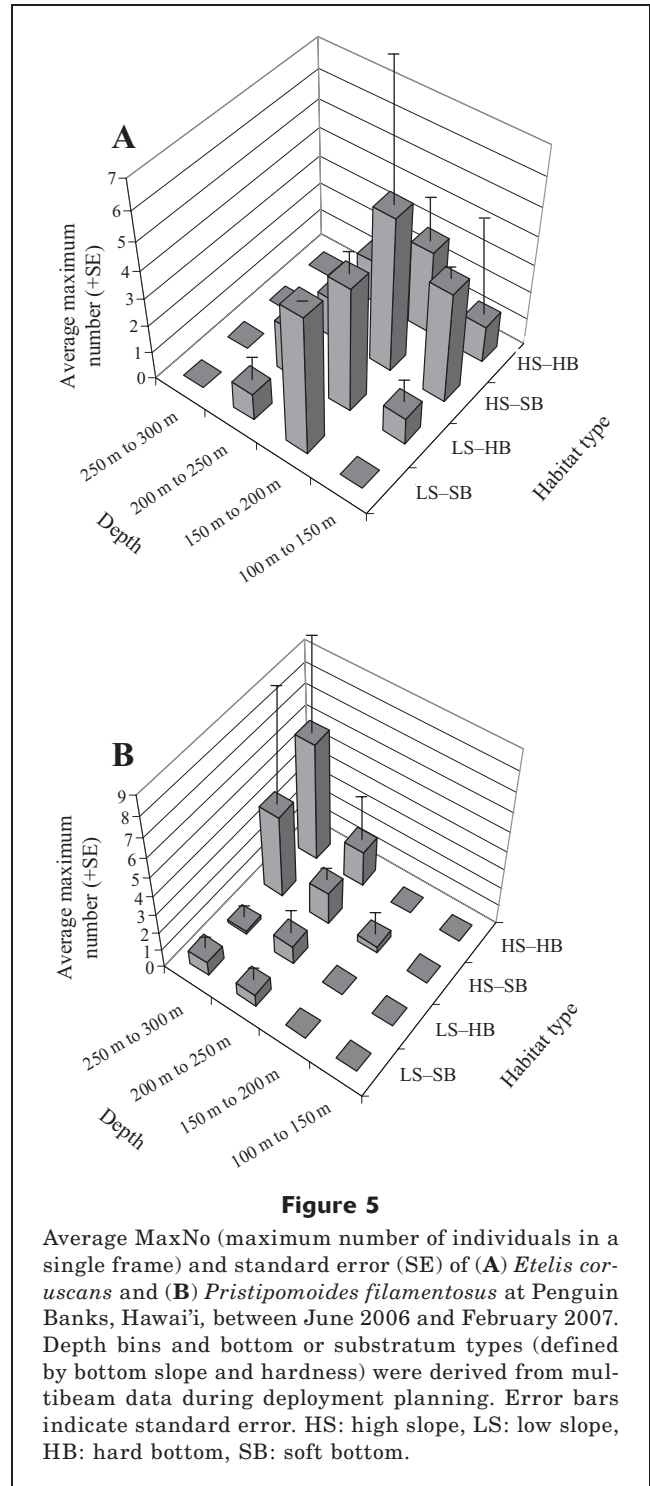 A
7
6
5
4
3
2
1
0
Average maximum
number (+SE)
250 m to 300 m
200 m to 250 m
150 m to 200 m
100 m to 150 m
Depth
HS–HB
HS–SB
LS–HB
LS–SB
Habitat type
B
9
8
7
6
5
4
3
2
1
0
Average maximum
number (+SE)
250 m to 300 m
200 m to 250 m
150 m to 200 m
100 m to 150 m
Depth
HS–HB
HS–SB
LS–HB
LS–SB
Habitat type
Figure 5
Average MaxNo (maximum number of individuals in a
single frame) and standard error (SE) of (A) Etelis cor-
uscans and (B) Pristipomoides filamentosus at Penguin
Banks, Hawai’i, between June 2006 and February 2007.
Depth bins and bottom or substratum types (defined
by bottom slope and hardness) were derived from mul-
tibeam data during deployment planning. Error bars
indicate standard error. HS: high slope, LS: low slope,
HB: hard bottom, SB: soft bottom.